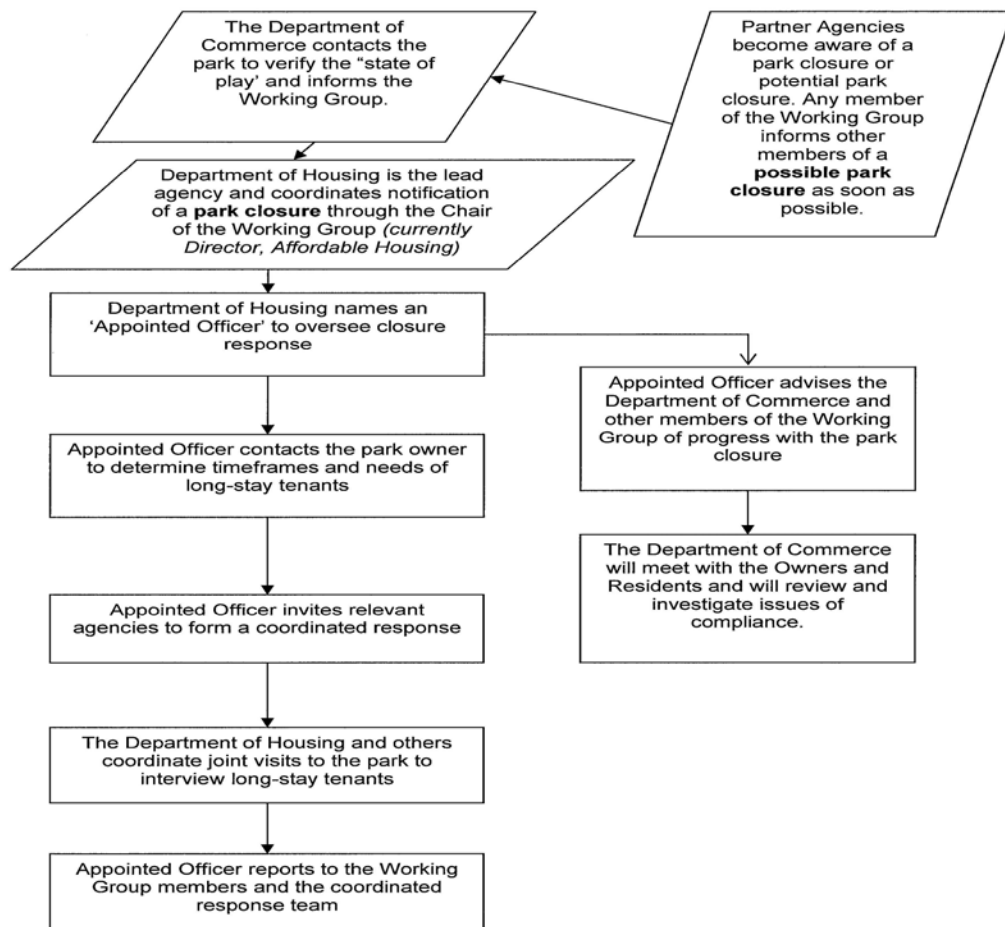 The Department of
Commerce contacts the
park to verify the “state of
play’ and informs the
Working Group.
Partner Agencies
become aware of a
park closure or
potential park
closure. Any member
of the Working Group
informs other
members of a
possible park
closure as soon as
possible.
Department of Housing is the lead
agency and coordinates notification
of a park closure through the Chair
of the Working Group (currently
Director, Affordable Housing)
Department of Housing names an
‘Appointed Officer’ to oversee closure
response
Appointed Officer advises the
Department of Commerce and
other members of the Working
Group of progress with the park
closure
Appointed Officer contacts the park owner
to determine timeframes and needs of
long-stay tenants
The Department of Commerce
will meet with the Owners and
Residents and will review and
investigate issues of
compliance.
Appointed Officer invites relevant
agencies to form a coordinated response
The Department of Housing and others
coordinate joint visits to the park to
interview long-stay tenants
Appointed Officer reports to the Working
Group members and the coordinated
response team